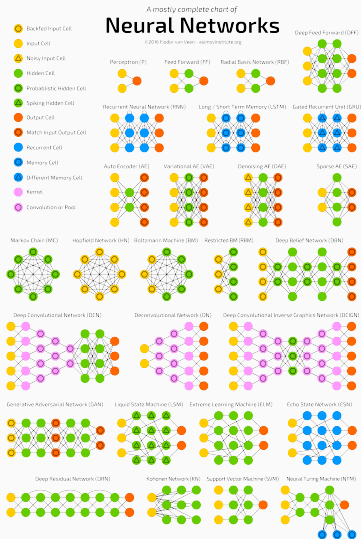 A mostly complete chart of
Neural Networks
©2016 Fjodor van Veen - asimovinstitute.org
Backfed Input Cell
Input Cell
Noisy Input Cell
Hidden Cell
Probablistic Hidden Cell
Spiking Hidden Cell
Output Cell
Match Input Output Cell
Recurrent Cell
Memory Cell
Different Memory Cell
Kernel
Convolution or Pool
Deep Feed Forward (DFF)
Perceptron (P)
Feed Forward (FF)
Radial Basis Network (RBF)
Recurrent Neural Network (RNN)
Long / Short Term Memory (LSTM)
Gated Recurrent Unit (GRU)
Auto Encoder (AE)
Variational AE (VAE)
Denoising AE (DAE)
Sparse AE (SAE)
Markov Chain (MC)
Hopfield Network (HN)
Boltzmann Machine (BM)
Restricted BM (RBM)
Deep Belief Network (DBN)
Deep Convolutional Network (DCN)
Deconvolutional Network (DN)
Deep Convolutional Inverse Graphics Network (DCIGN)
Generative Adversarial Network (GAN)
Liquid State Machine (LSM)
Extreme Learning Machine (ELM)
Echo State Network (ESN)
Deep Residual Network (DRN)
Kohonen Network (KN)
Support Vector Machine (SVM)
Neural Turing Machine (NTM)